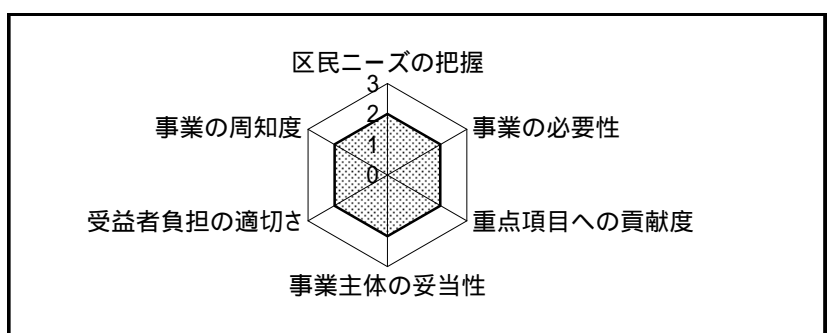 区民ニーズの把握
3
2
1
0
事業の周知度
事業の必要性
受益者負担の適切さ
重点項目への貢献度
事業主体の妥当性